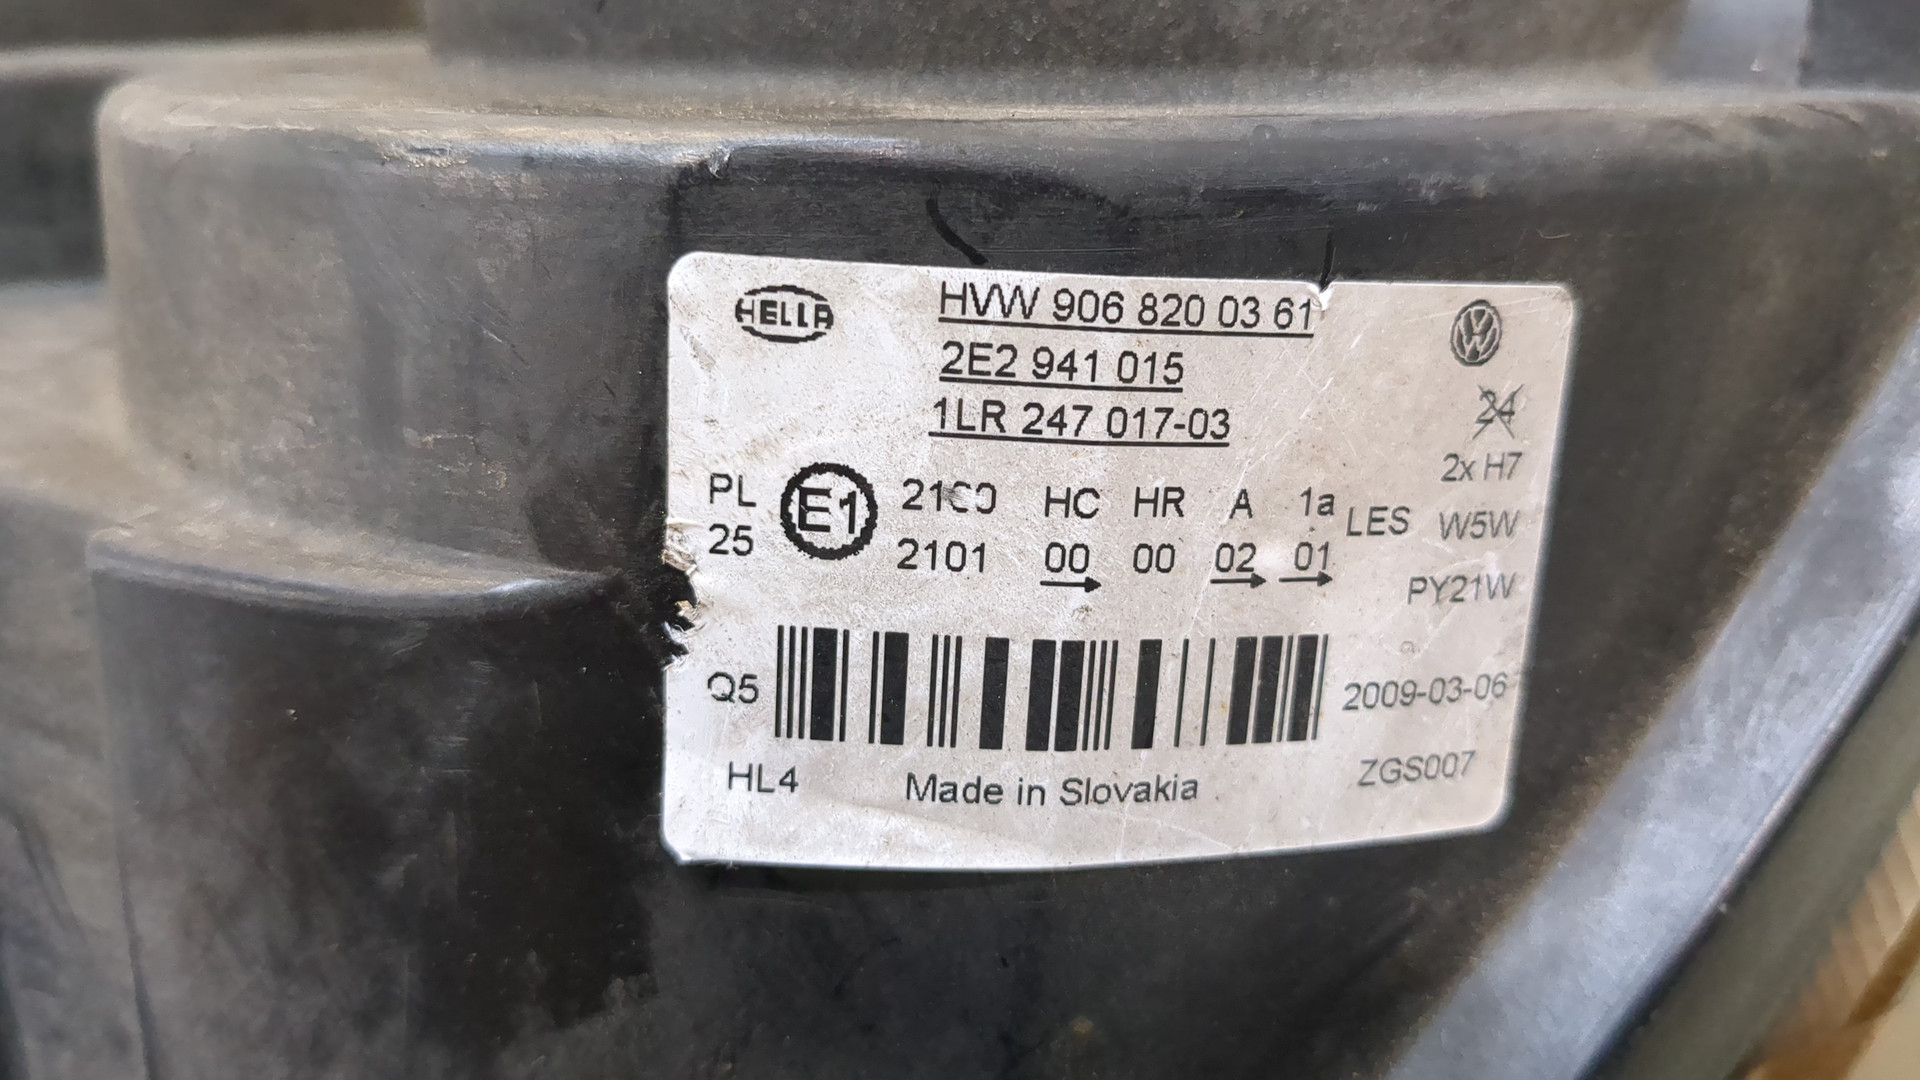 HELLA
HVW 906 820 03 61
2E2 941 015
1LR 247 017-03
24
2x H7
PL 2100 HC HR A 1a
LES W5W
25 E1 2101 00 00 02 01
PY21W
Q5 2009-03-06
HL4 Made in Slovakia ZGS007